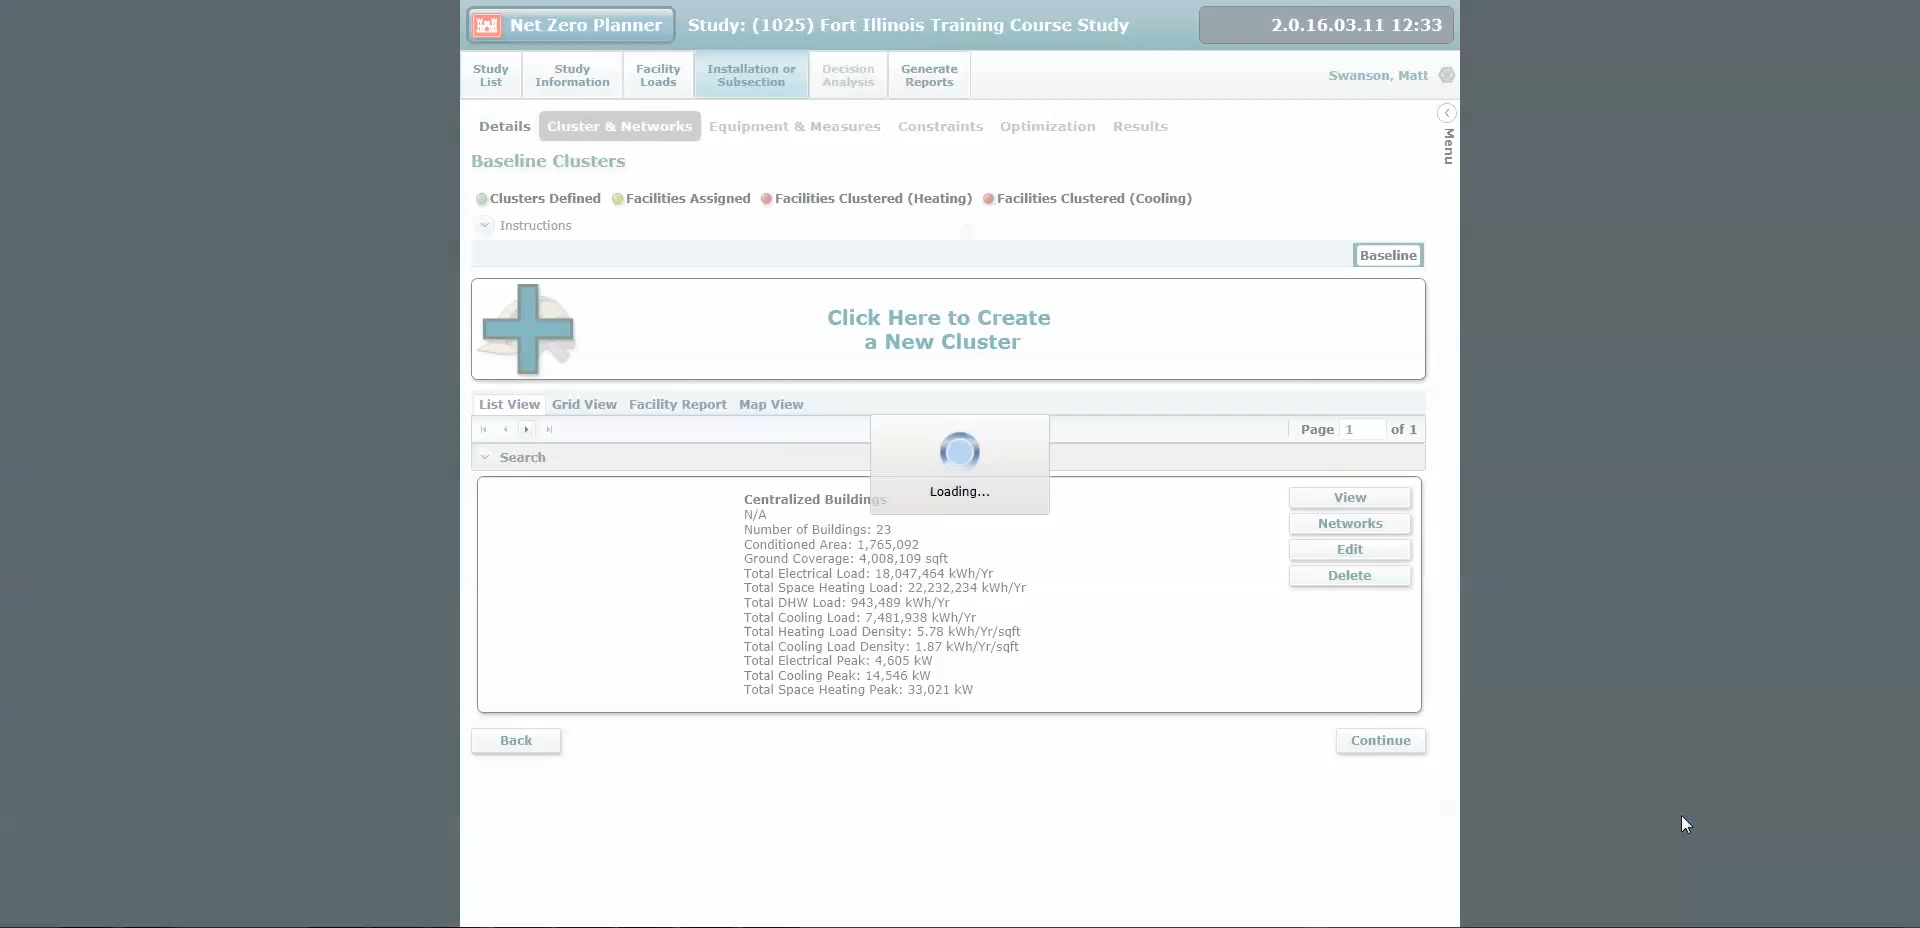 Net Zero Planner
Study: (1025) Fort Illinois Training Course Study
2.0.16.03.11 12:33
Study List
Study Information
Facility Loads
Installation or Subsection
Decision Analysis
Generate Reports
Swanson, Matt
Details
Cluster & Networks
Equipment & Measures
Constraints
Optimization
Results
Menu
Baseline Clusters
Clusters Defined
Facilities Assigned
Facilities Clustered (Heating)
Facilities Clustered (Cooling)
Instructions
Baseline
Click Here to Create
a New Cluster
List View
Grid View
Facility Report
Map View
Page 1 of 1
Search
Loading...
Centralized Buildings
N/A
Number of Buildings: 23
Conditioned Area: 1,765,092
Ground Coverage: 4,008,109 sqft
Total Electrical Load: 18,047,464 kWh/Yr
Total Space Heating Load: 22,232,234 kWh/Yr
Total DHW Load: 943,489 kWh/Yr
Total Cooling Load: 7,481,938 kWh/Yr
Total Heating Load Density: 5.78 kWh/Yr/sqft
Total Cooling Load Density: 1.87 kWh/Yr/sqft
Total Electrical Peak: 4,605 kW
Total Cooling Peak: 14,546 kW
Total Space Heating Peak: 33,021 kW
View
Networks
Edit
Delete
Back
Continue